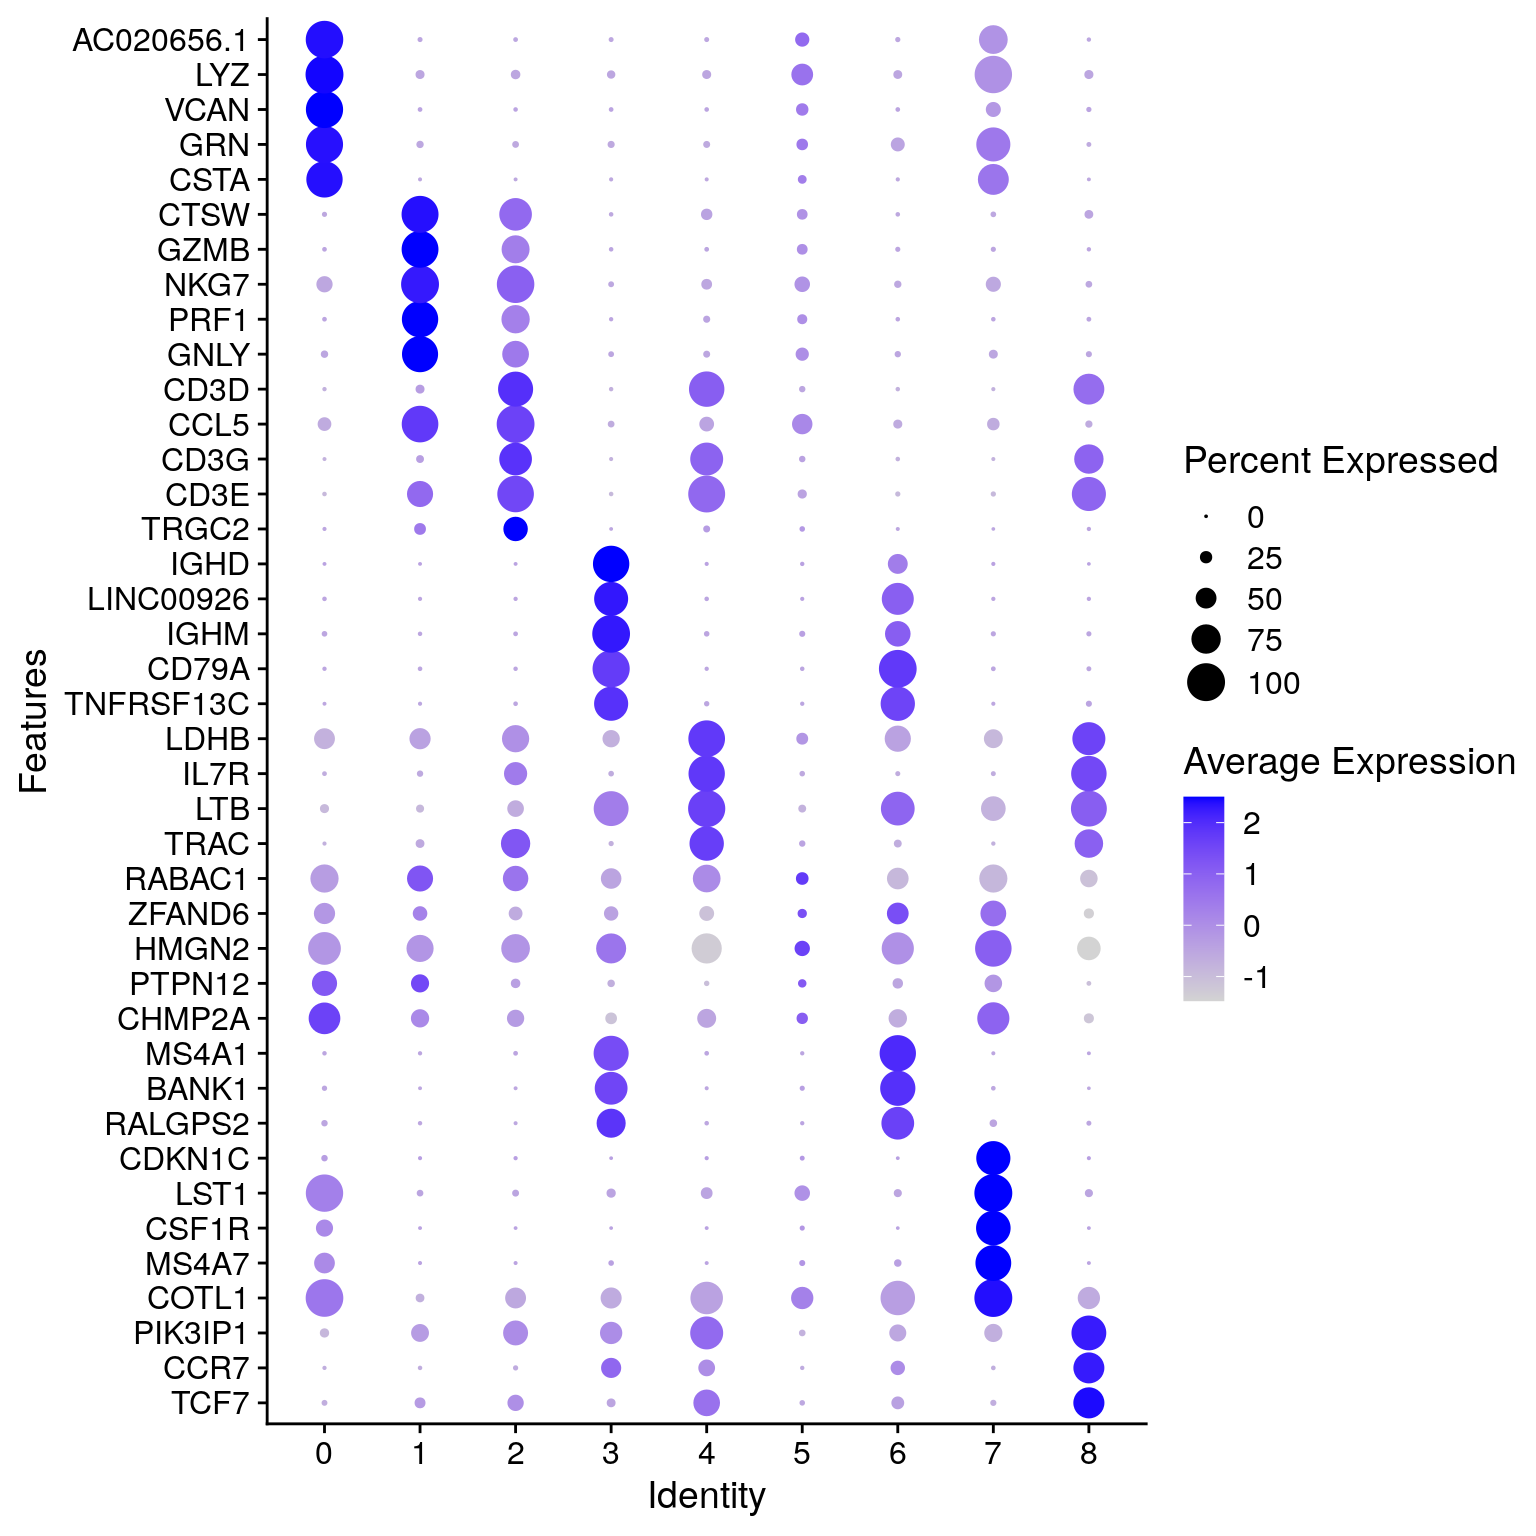 AC020656.1
LYZ
VCAN
GRN
CSTA
CTSW
GZMB
NKG7
PRF1
GNLY
CD3D
CCL5
CD3G
CD3E
TRGC2
IGHD
LINC00926
IGHM
CD79A
TNFRSF13C
LDHB
IL7R
LTB
TRAC
RABAC1
ZFAND6
HMGN2
PTPN12
CHMP2A
MS4A1
BANK1
RALGPS2
CDKN1C
LST1
CSF1R
MS4A7
COTL1
PIK3IP1
CCR7
TCF7
Features
0 1 2 3 4 5 6 7 8
Identity
Percent Expressed
0
25
50
75
100
Average Expression
2
1
0
-1